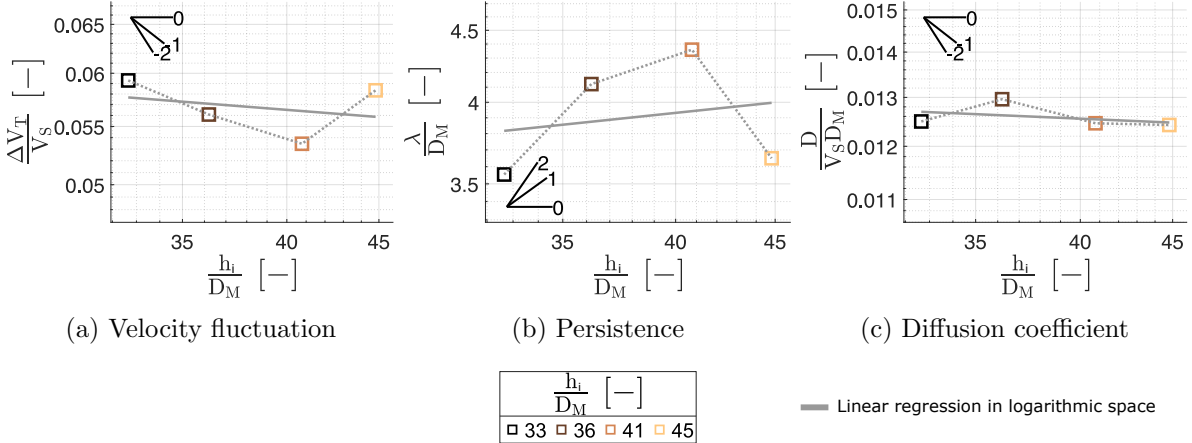 0.065
0.06
0.055
0.05
0
-1
-2
ΔV_T / V_S [−]
35 40 45
h_i / D_M [−]
(a) Velocity fluctuation
4.5
4
3.5
2
1
0
λ / D_M [−]
35 40 45
h_i / D_M [−]
(b) Persistence
0.015
0.014
0.013
0.012
0.011
0
-1
-2
D / V_S D_M [−]
35 40 45
h_i / D_M [−]
(c) Diffusion coefficient
h_i / D_M [−]
33 36 41 45
Linear regression in logarithmic space